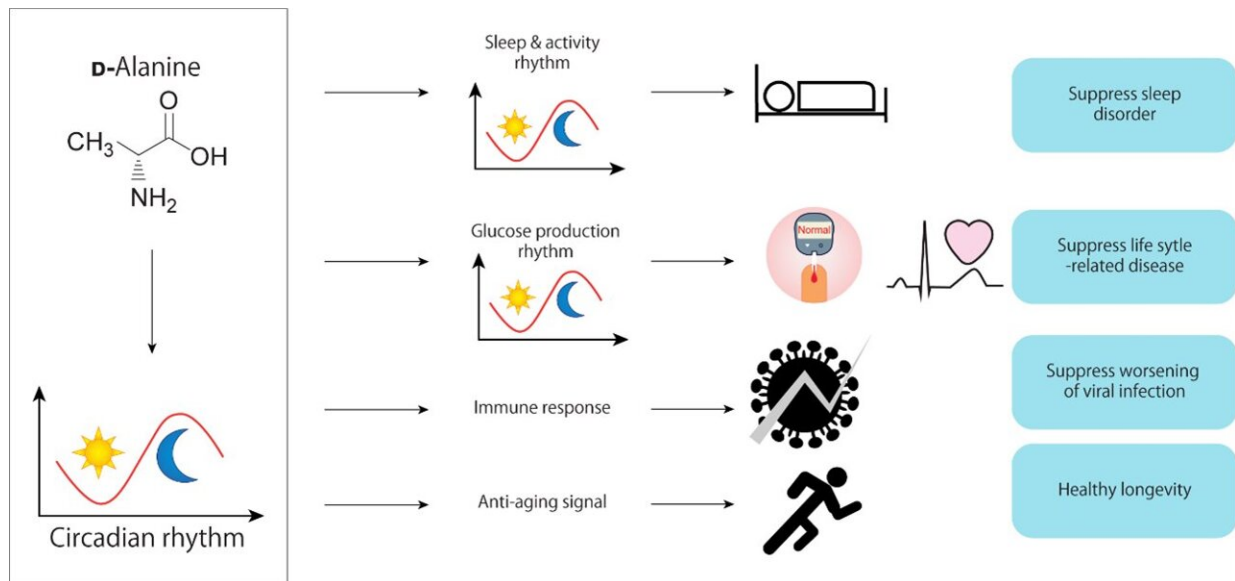 D-Alanine
O
CH3
OH
NH2
Circadian rhythm
Sleep & activity
rhythm
Suppress sleep
disorder
Glucose production
rhythm
Normal
Suppress life sytle
-related disease
Immune response
Suppress worsening
of viral infection
Anti-aging signal
Healthy longevity